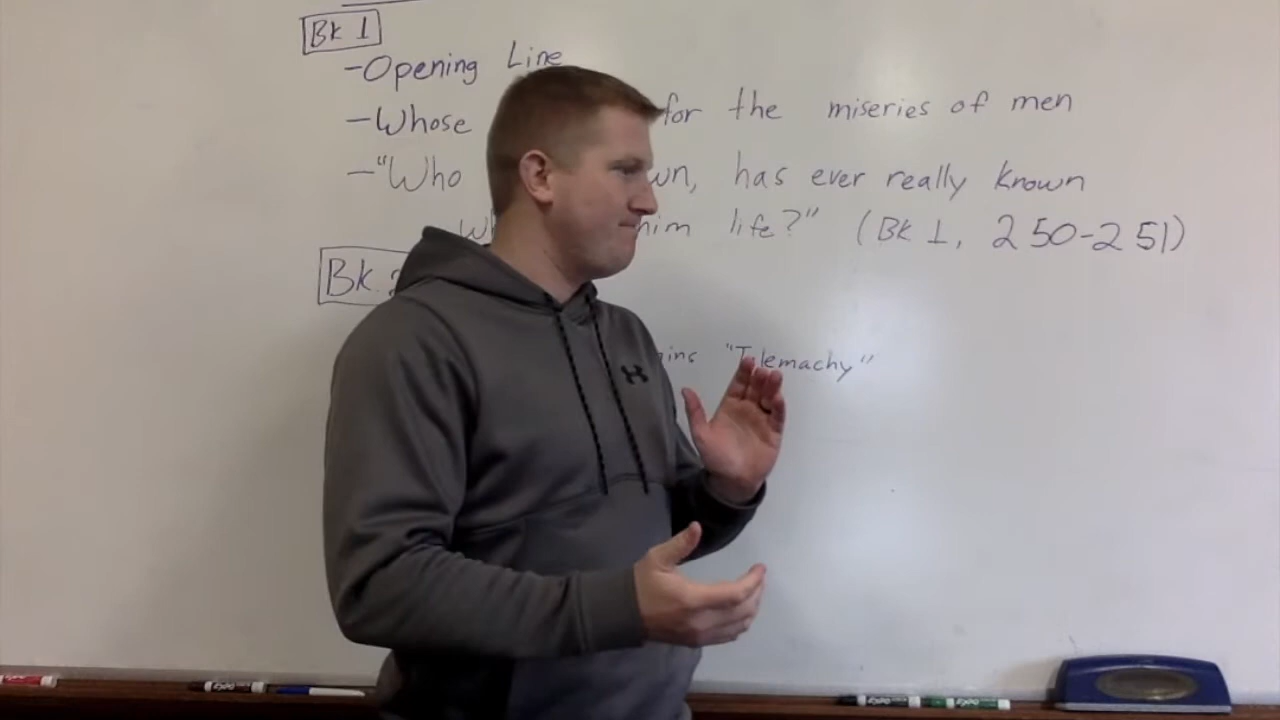 Bk 1
-Opening Line
-Whose for the miseries of men
-"Who wn, has ever really known
him life?" (Bk 1, 250-251)
Bk
"Telemachy"